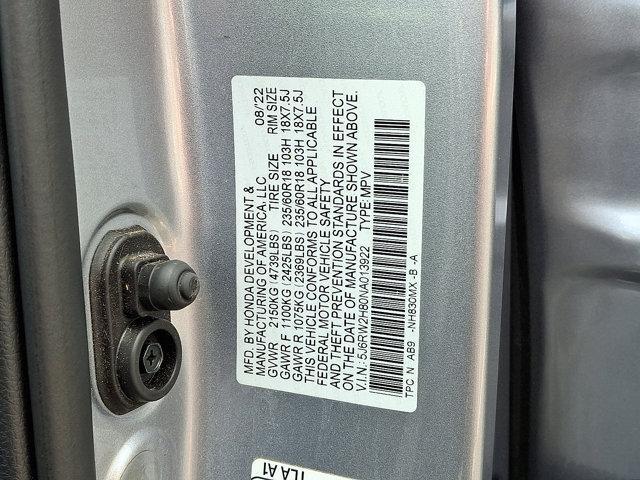 MFD. BY HONDA DEVELOPMENT &
MANUFACTURING OF AMERICA, LLC 08/'22
GVWR 2150KG (4739LBS) TIRE SIZE RIM SIZE
GAWR F 1100KG (2425LBS) 235/60R18 103H 18X7.5J
GAWR R 1075KG (2369LBS) 235/60R18 103H 18X7.5J
THIS VEHICLE CONFORMS TO ALL APPLICABLE
FEDERAL MOTOR VEHICLE SAFETY
AND THEFT PREVENTION STANDARDS IN EFFECT
ON THE DATE OF MANUFACTURE SHOWN ABOVE.
V.I.N.: 5J6RW2H80NA013922 TYPE: MPV
TPC N AB9 -NH830MX -B -A
TLA A1